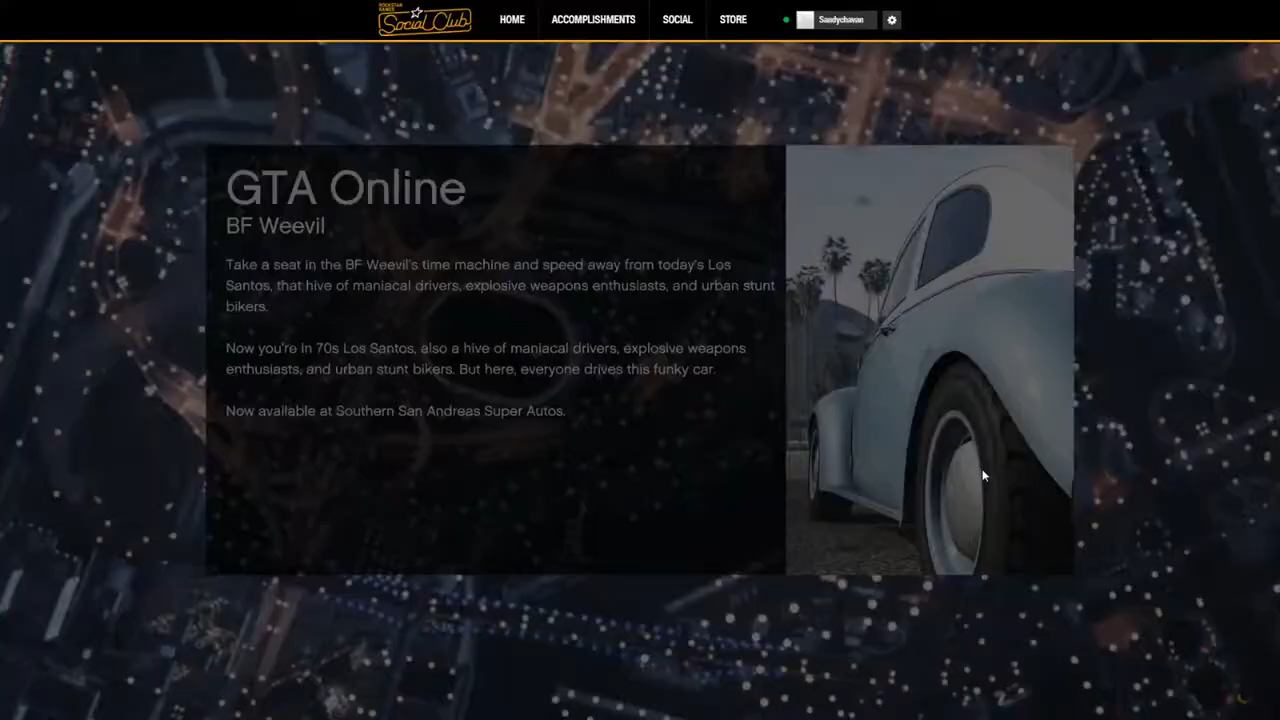 ROCKSTAR
GAMES
Social Club
HOME
ACCOMPLISHMENTS
SOCIAL
STORE
Sandychavan
GTA Online
BF Weevil
Take a seat in the BF Weevil's time machine and speed away from today's Los
Santos, that hive of maniacal drivers, explosive weapons enthusiasts, and urban stunt
bikers.
Now you're in 70s Los Santos, also a hive of maniacal drivers, explosive weapons
enthusiasts, and urban stunt bikers. But here, everyone drives this funky car.
Now available at Southern San Andreas Super Autos.